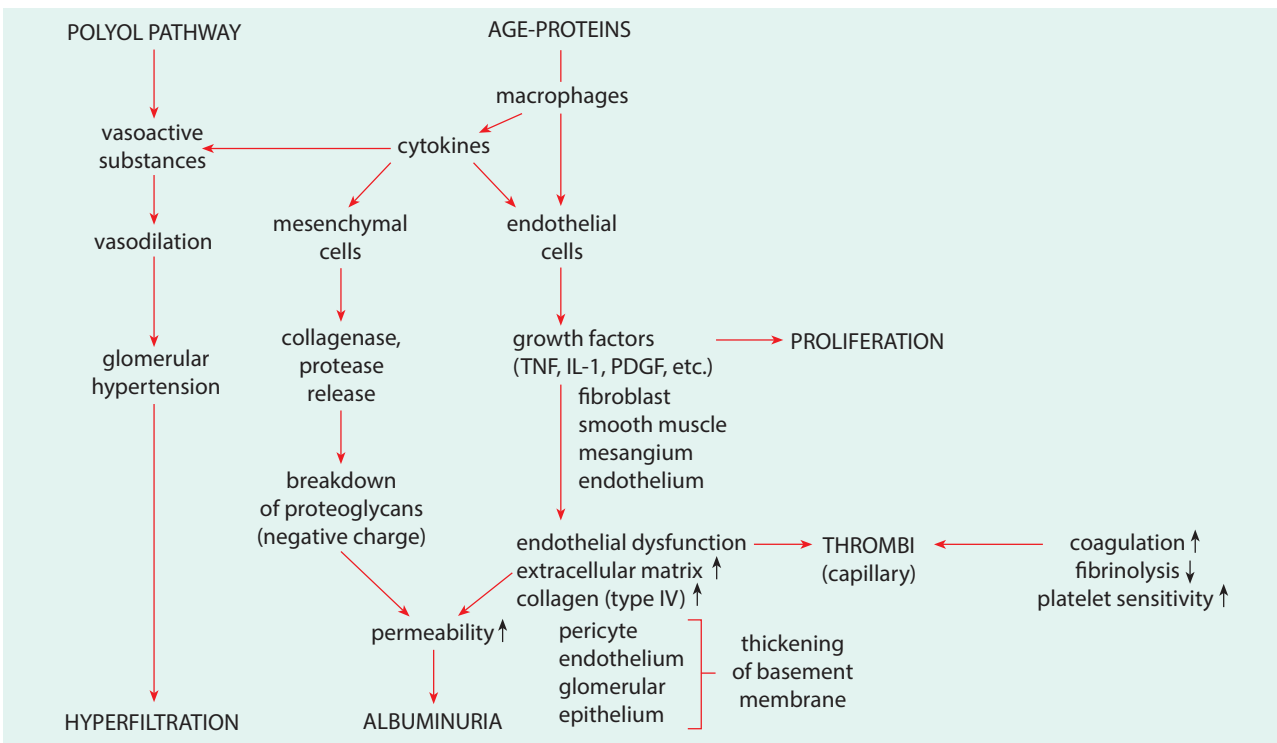 POLYOL PATHWAY
AGE-PROTEINS
macrophages
vasoactive
substances
cytokines
vasodilation
mesenchymal
cells
endothelial
cells
glomerular
hypertension
collagenase,
protease
release
growth factors
(TNF, IL-1, PDGF, etc.)
PROLIFERATION
fibroblast
smooth muscle
mesangium
endothelium
breakdown
of proteoglycans
(negative charge)
endothelial dysfunction
extracellular matrix ↑
collagen (type IV) ↑
THROMBI
(capillary)
coagulation ↑
fibrinolysis ↓
platelet sensitivity ↑
permeability ↑
pericyte
endothelium
glomerular
epithelium
thickening
of basement
membrane
HYPERFILTRATION
ALBUMINURIA